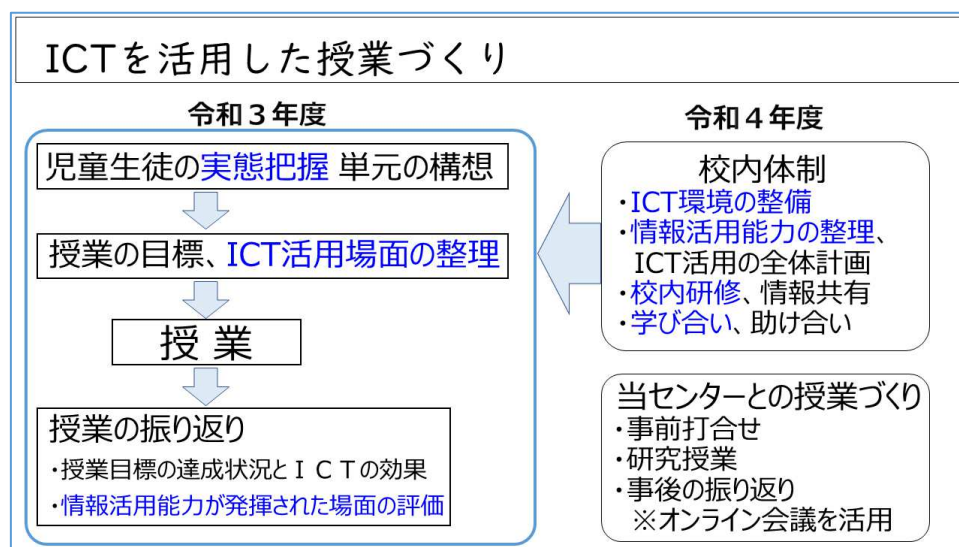 ICTを活用した授業づくり
令和３年度
児童生徒の実態把握 単元の構想
授業の目標、ICT活用場面の整理
授 業
授業の振り返り
・授業目標の達成状況とＩＣＴの効果
・情報活用能力が発揮された場面の評価
令和４年度
校内体制
・ICT環境の整備
・情報活用能力の整理、
ICT活用の全体計画
・校内研修、情報共有
・学び合い、助け合い
当センターとの授業づくり
・事前打合せ
・研究授業
・事後の振り返り
※オンライン会議を活用